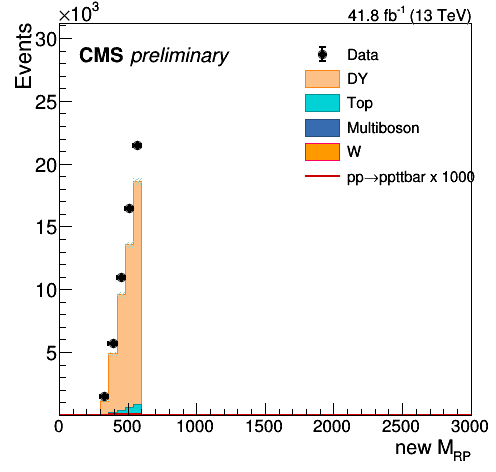 ×10³
41.8 fb⁻¹ (13 TeV)
Events
CMS preliminary
Data
DY
Top
Multiboson
W
pp→ppttbar x 1000
30
25
20
15
10
5
0 500 1000 1500 2000 2500 3000
new M_RP